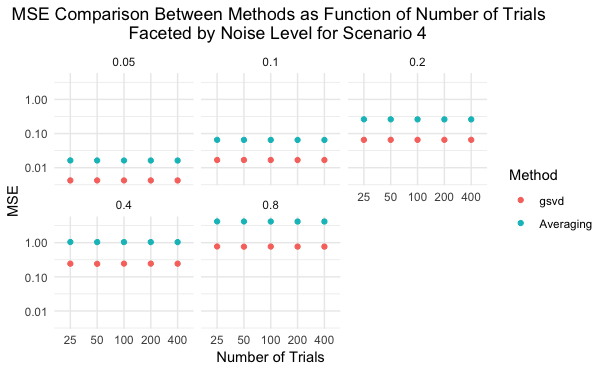 MSE Comparison Between Methods as Function of Number of Trials
Faceted by Noise Level for Scenario 4
0.05
0.1
0.2
1.00
0.10
0.01
25 50 100 200 400
0.4
0.8
1.00
0.10
0.01
25 50 100 200 400
25 50 100 200 400
MSE
Number of Trials
Method
gsvd
Averaging